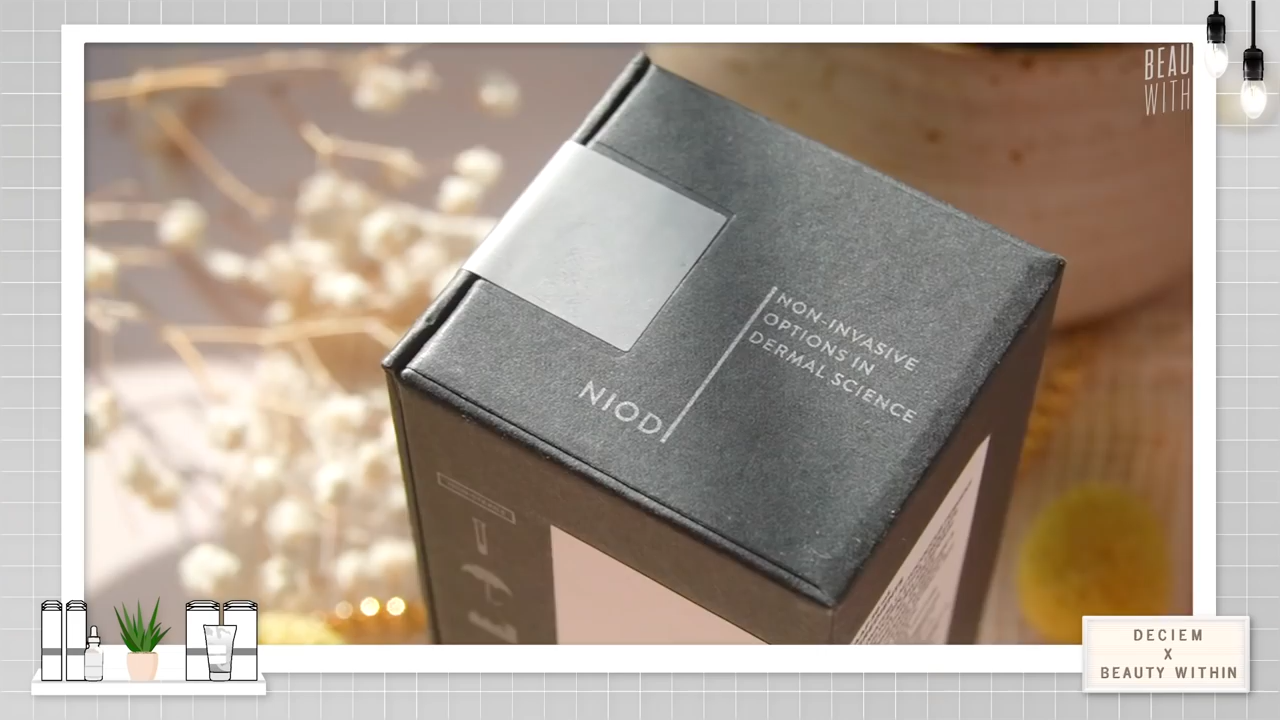 BEAU
WITH
NON-INVASIVE
OPTIONS IN
DERMAL SCIENCE
NIOD
DECIEM
X
BEAUTY WITHIN